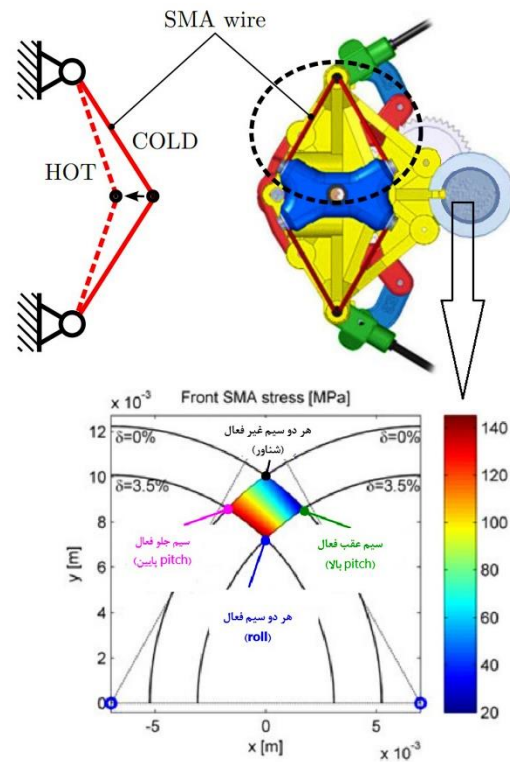 SMA wire
COLD
HOT
Front SMA stress [MPa]
x 10⁻³
12
10
8
6
4
2
0
y [m]
δ=0%
δ=0%
δ=3.5%
δ=3.5%
هر دو سیم غیر فعال
(شناور)
سیم جلو فعال
(pitch پایین)
سیم عقب فعال
(pitch بالا)
هر دو سیم فعال
(roll)
-5
0
5
x [m]
x 10⁻³
140
120
100
80
60
40
20